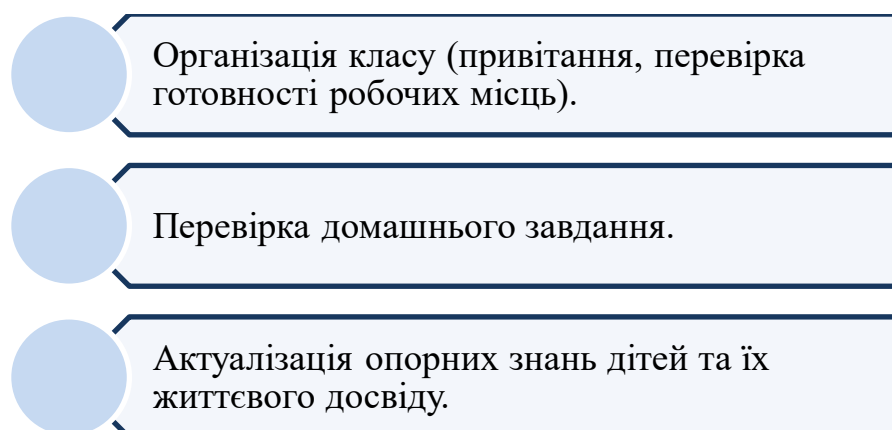 Організація класу (привітання, перевірка
готовності робочих місць).
Перевірка домашнього завдання.
Актуалізація опорних знань дітей та їх
життєвого досвіду.